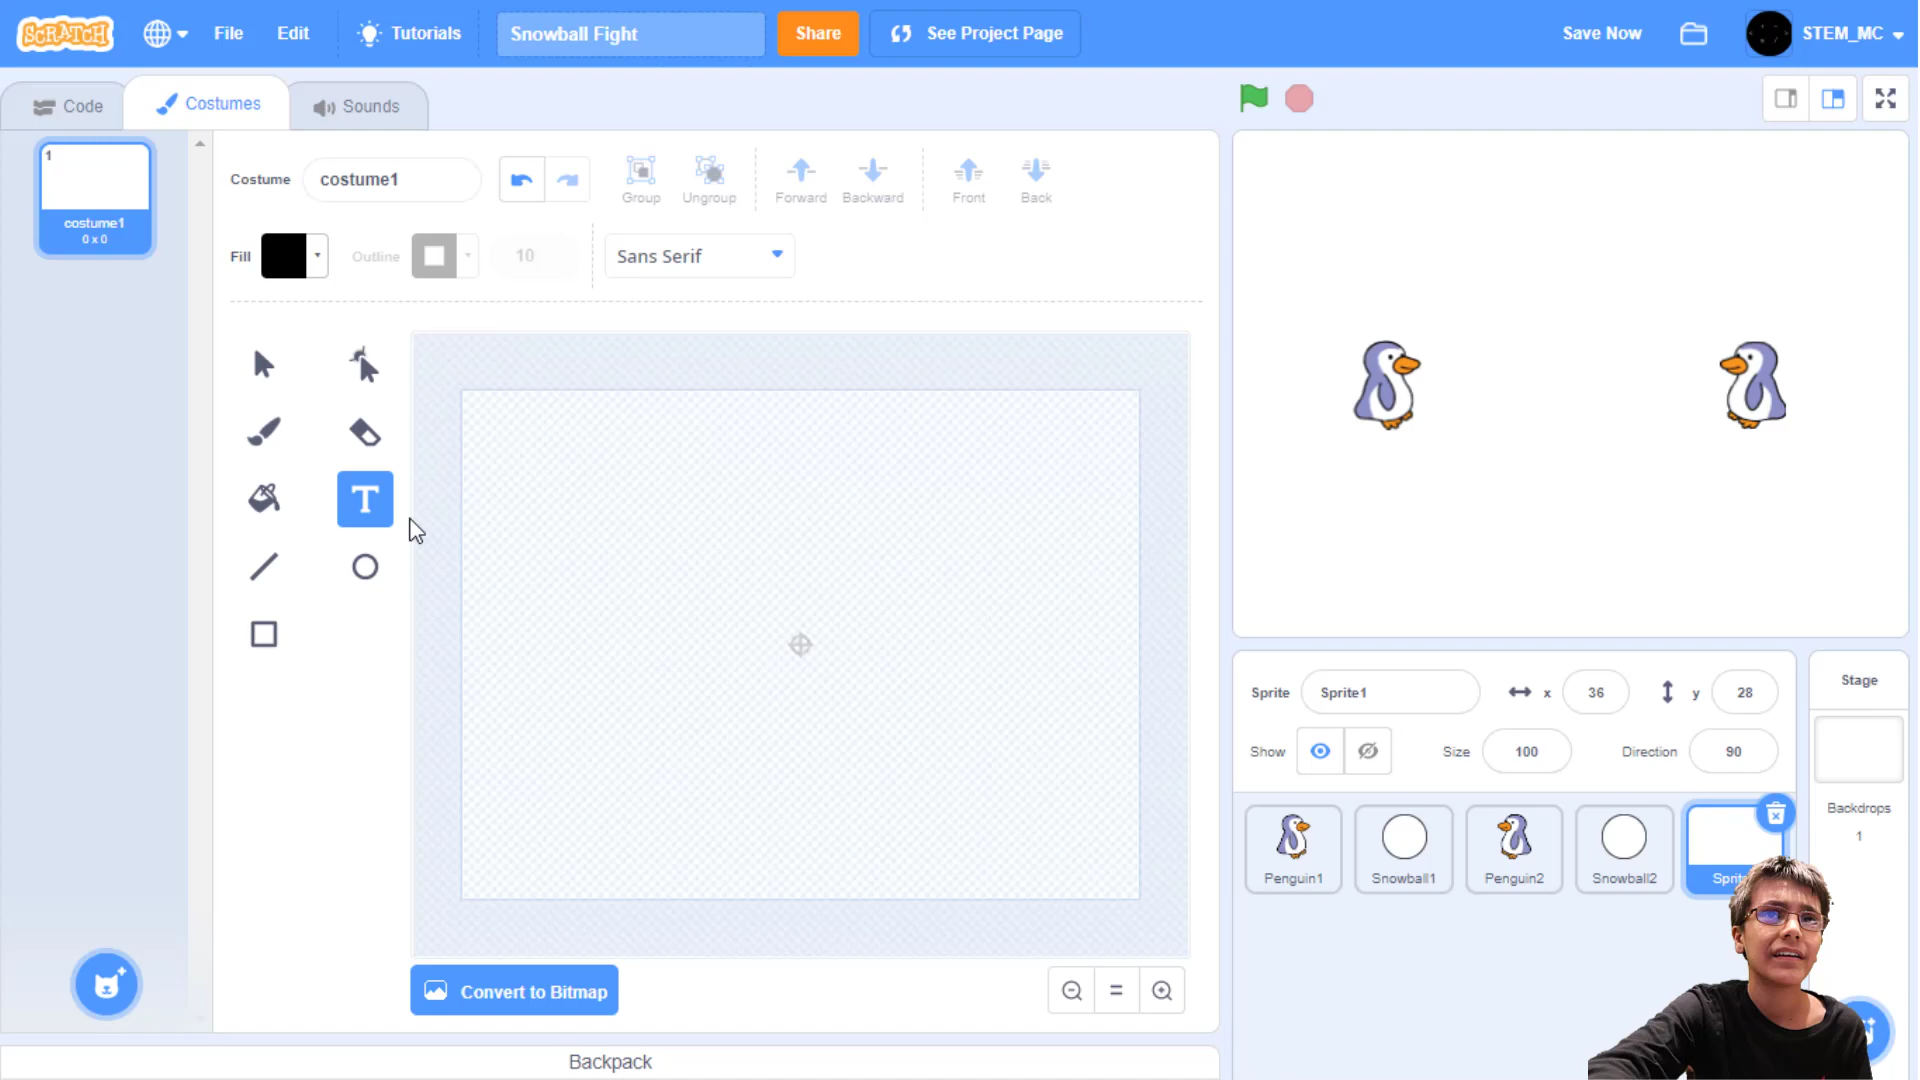 SCRATCH
File
Edit
Tutorials
Snowball Fight
Share
See Project Page
Save Now
STEM_MC
Code
Costumes
Sounds
1
costume1
0 x 0
Costume
costume1
Group
Ungroup
Forward
Backward
Front
Back
Fill
Outline
10
Sans Serif
T
Convert to Bitmap
=
Backpack
Sprite
Sprite1
x
36
y
28
Show
Size
100
Direction
90
Penguin1
Snowball1
Penguin2
Snowball2
Stage
Backdrops
1